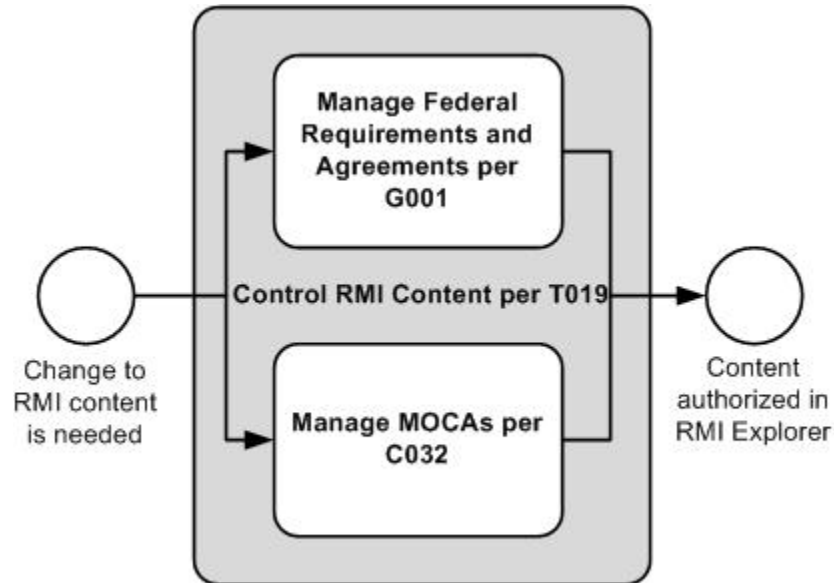 Manage Federal
Requirements and
Agreements per
G001
Control RMI Content per T019
Change to
RMI content
is needed
Content
authorized in
RMI Explorer
Manage MOCAs per
C032